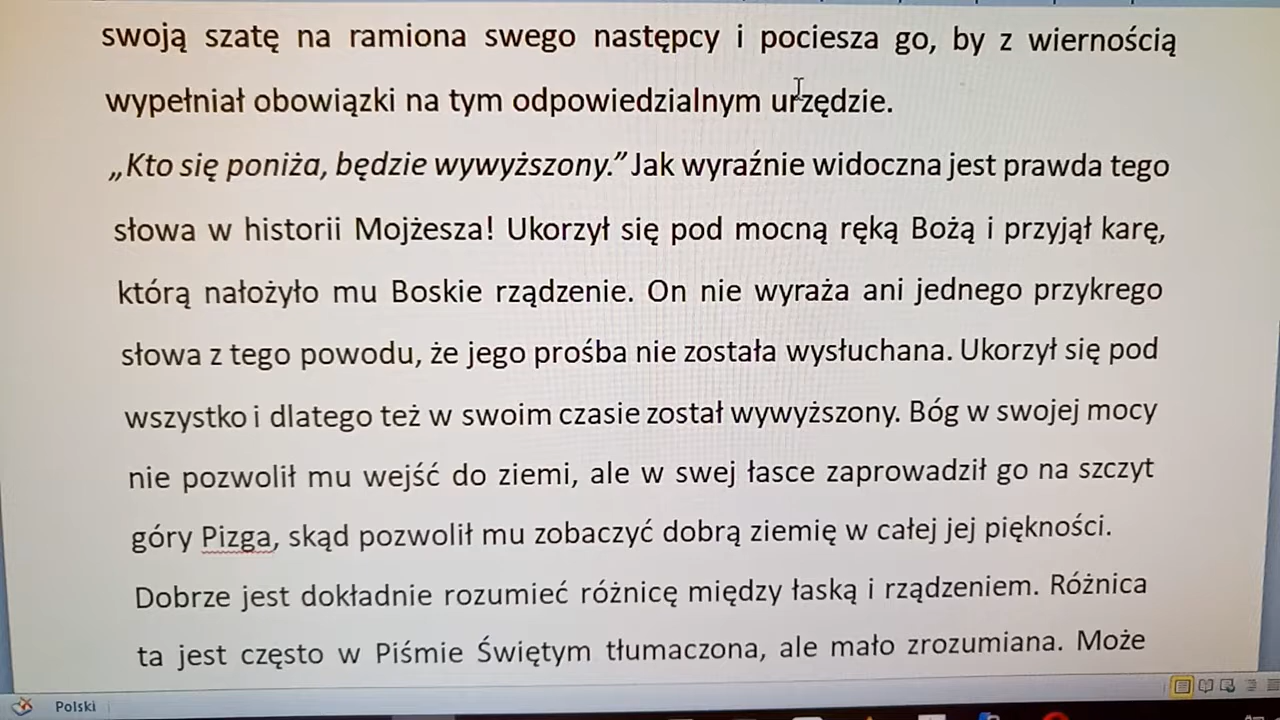 swoją szatę na ramiona swego następcy i pociesza go, by z wiernością
wypełniał obowiązki na tym odpowiedzialnym urzędzie.
„Kto się poniża, będzie wywyższony.” Jak wyraźnie widoczna jest prawda tego
słowa w historii Mojżesza! Ukorzył się pod mocną ręką Bożą i przyjął karę,
którą nałożyło mu Boskie rządzenie. On nie wyraża ani jednego przykrego
słowa z tego powodu, że jego prośba nie została wysłuchana. Ukorzył się pod
wszystko i dlatego też w swoim czasie został wywyższony. Bóg w swojej mocy
nie pozwolił mu wejść do ziemi, ale w swej łasce zaprowadził go na szczyt
góry Pizga, skąd pozwolił mu zobaczyć dobrą ziemię w całej jej piękności.
Dobrze jest dokładnie rozumieć różnicę między łaską i rządzeniem. Różnica
ta jest często w Piśmie Świętym tłumaczona, ale mało zrozumiana. Może
Polski